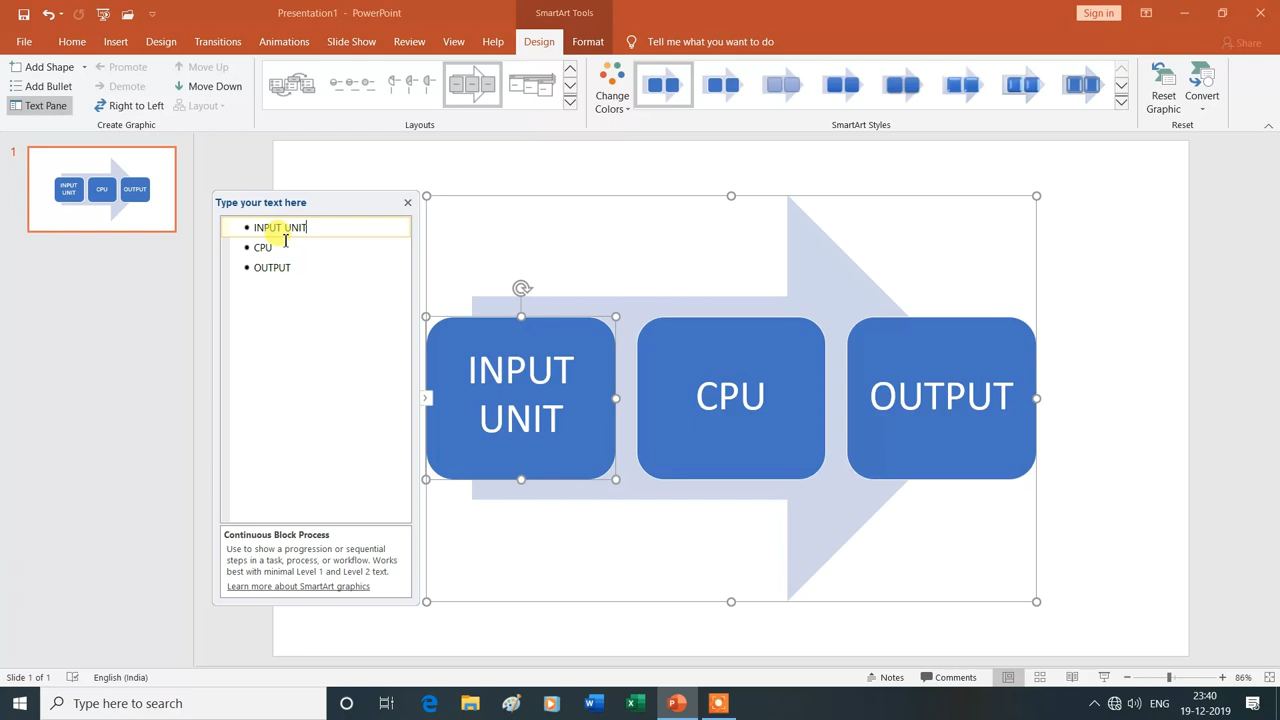 Presentation1 - PowerPoint
SmartArt Tools
Sign in
File Home Insert Design Transitions Animations Slide Show Review View Help Design Format Tell me what you want to do Share
Add Shape Promote Move Up
Add Bullet Demote Move Down
Text Pane Right to Left Layout
Create Graphic
Layouts
Change Colors
SmartArt Styles
Reset Graphic
Convert
Reset
1
INPUT UNIT
CPU
OUTPUT
Type your text here
INPUT UNIT
CPU
OUTPUT
Continuous Block Process
Use to show a progression or sequential
steps in a task, process, or workflow. Works
best with minimal Level 1 and Level 2 text.
Learn more about SmartArt graphics
INPUT
UNIT
CPU
OUTPUT
Slide 1 of 1 English (India) Notes Comments 86%
Type here to search
ENG
23:40
19-12-2019